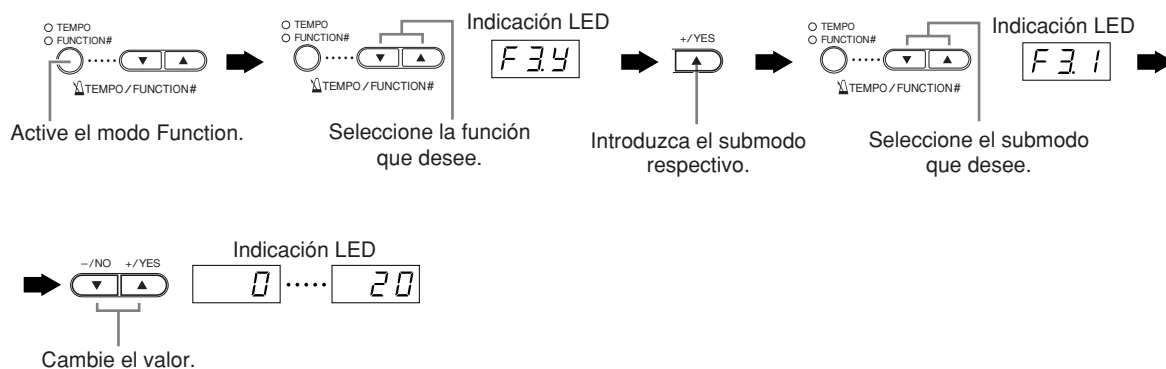 TEMPO
FUNCTION#
▼ ▲
TEMPO / FUNCTION#
Active el modo Function.
TEMPO
FUNCTION#
▼ ▲
TEMPO / FUNCTION#
Seleccione la función
que desee.
Indicación LED
F 3.Y
+/YES
▲
Introduzca el submodo
respectivo.
TEMPO
FUNCTION#
▼ ▲
TEMPO / FUNCTION#
Seleccione el submodo
que desee.
Indicación LED
F 3.1
–/NO +/YES
▼ ▲
Cambie el valor.
Indicación LED
0 ····· 20